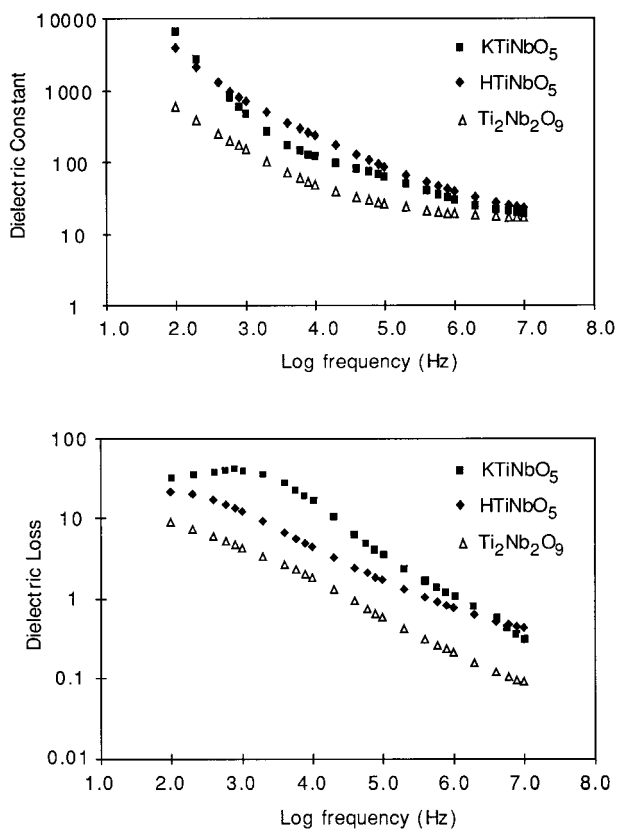 10000
1000
100
10
1
Dielectric Constant
KTiNbO₅
HTiNbO₅
Ti₂Nb₂O₉
1.0 2.0 3.0 4.0 5.0 6.0 7.0 8.0
Log frequency (Hz)
100
10
1
0.1
0.01
Dielectric Loss
KTiNbO₅
HTiNbO₅
Ti₂Nb₂O₉
1.0 2.0 3.0 4.0 5.0 6.0 7.0 8.0
Log frequency (Hz)